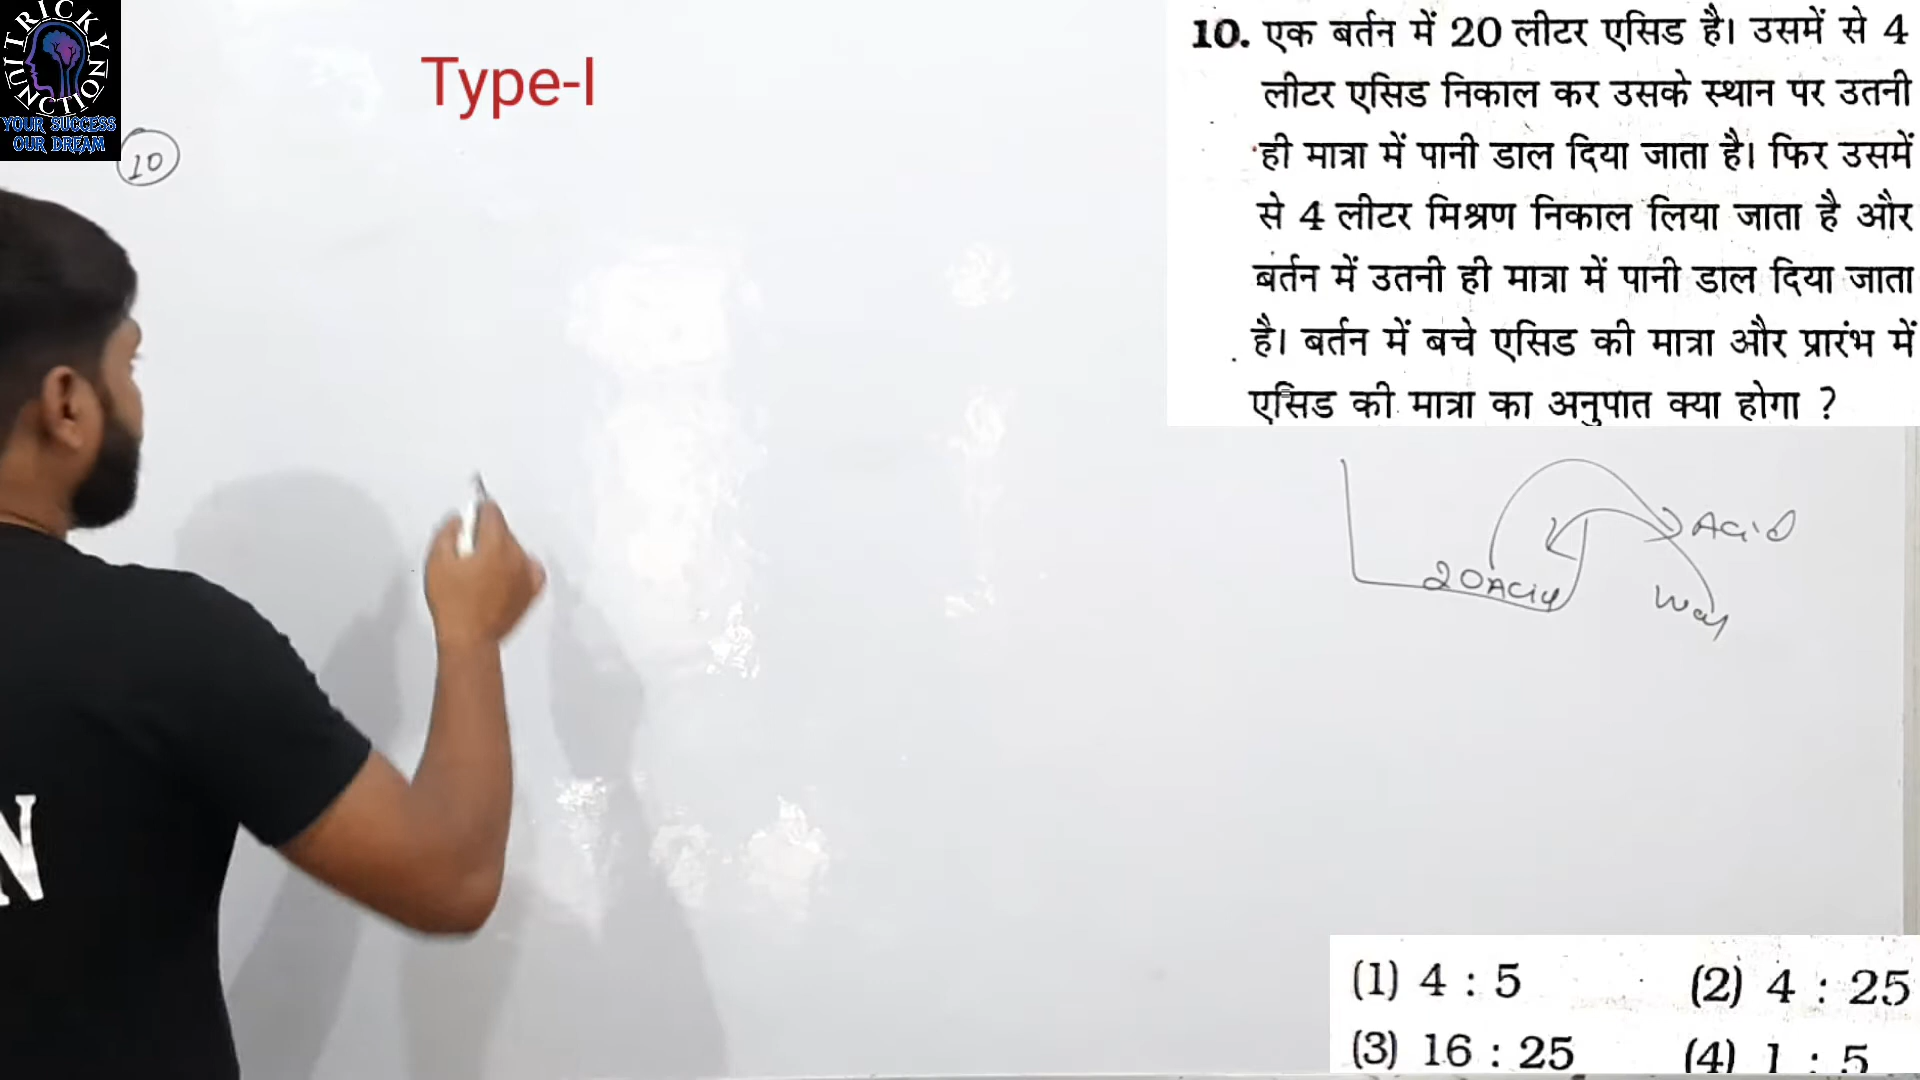 TRICKY
JUNCTION
YOUR SUCCESS
OUR DREAM
Type-I
10
10. एक बर्तन में 20 लीटर एसिड है। उसमें से 4
लीटर एसिड निकाल कर उसके स्थान पर उतनी
ही मात्रा में पानी डाल दिया जाता है। फिर उसमें
से 4 लीटर मिश्रण निकाल लिया जाता है और
बर्तन में उतनी ही मात्रा में पानी डाल दिया जाता
है। बर्तन में बचे एसिड की मात्रा और प्रारंभ में
एसिड की मात्रा का अनुपात क्या होगा ?
Acid
20 Acid
N
(1) 4 : 5 (2) 4 : 25
(3) 16 : 25 (4) 1 : 5